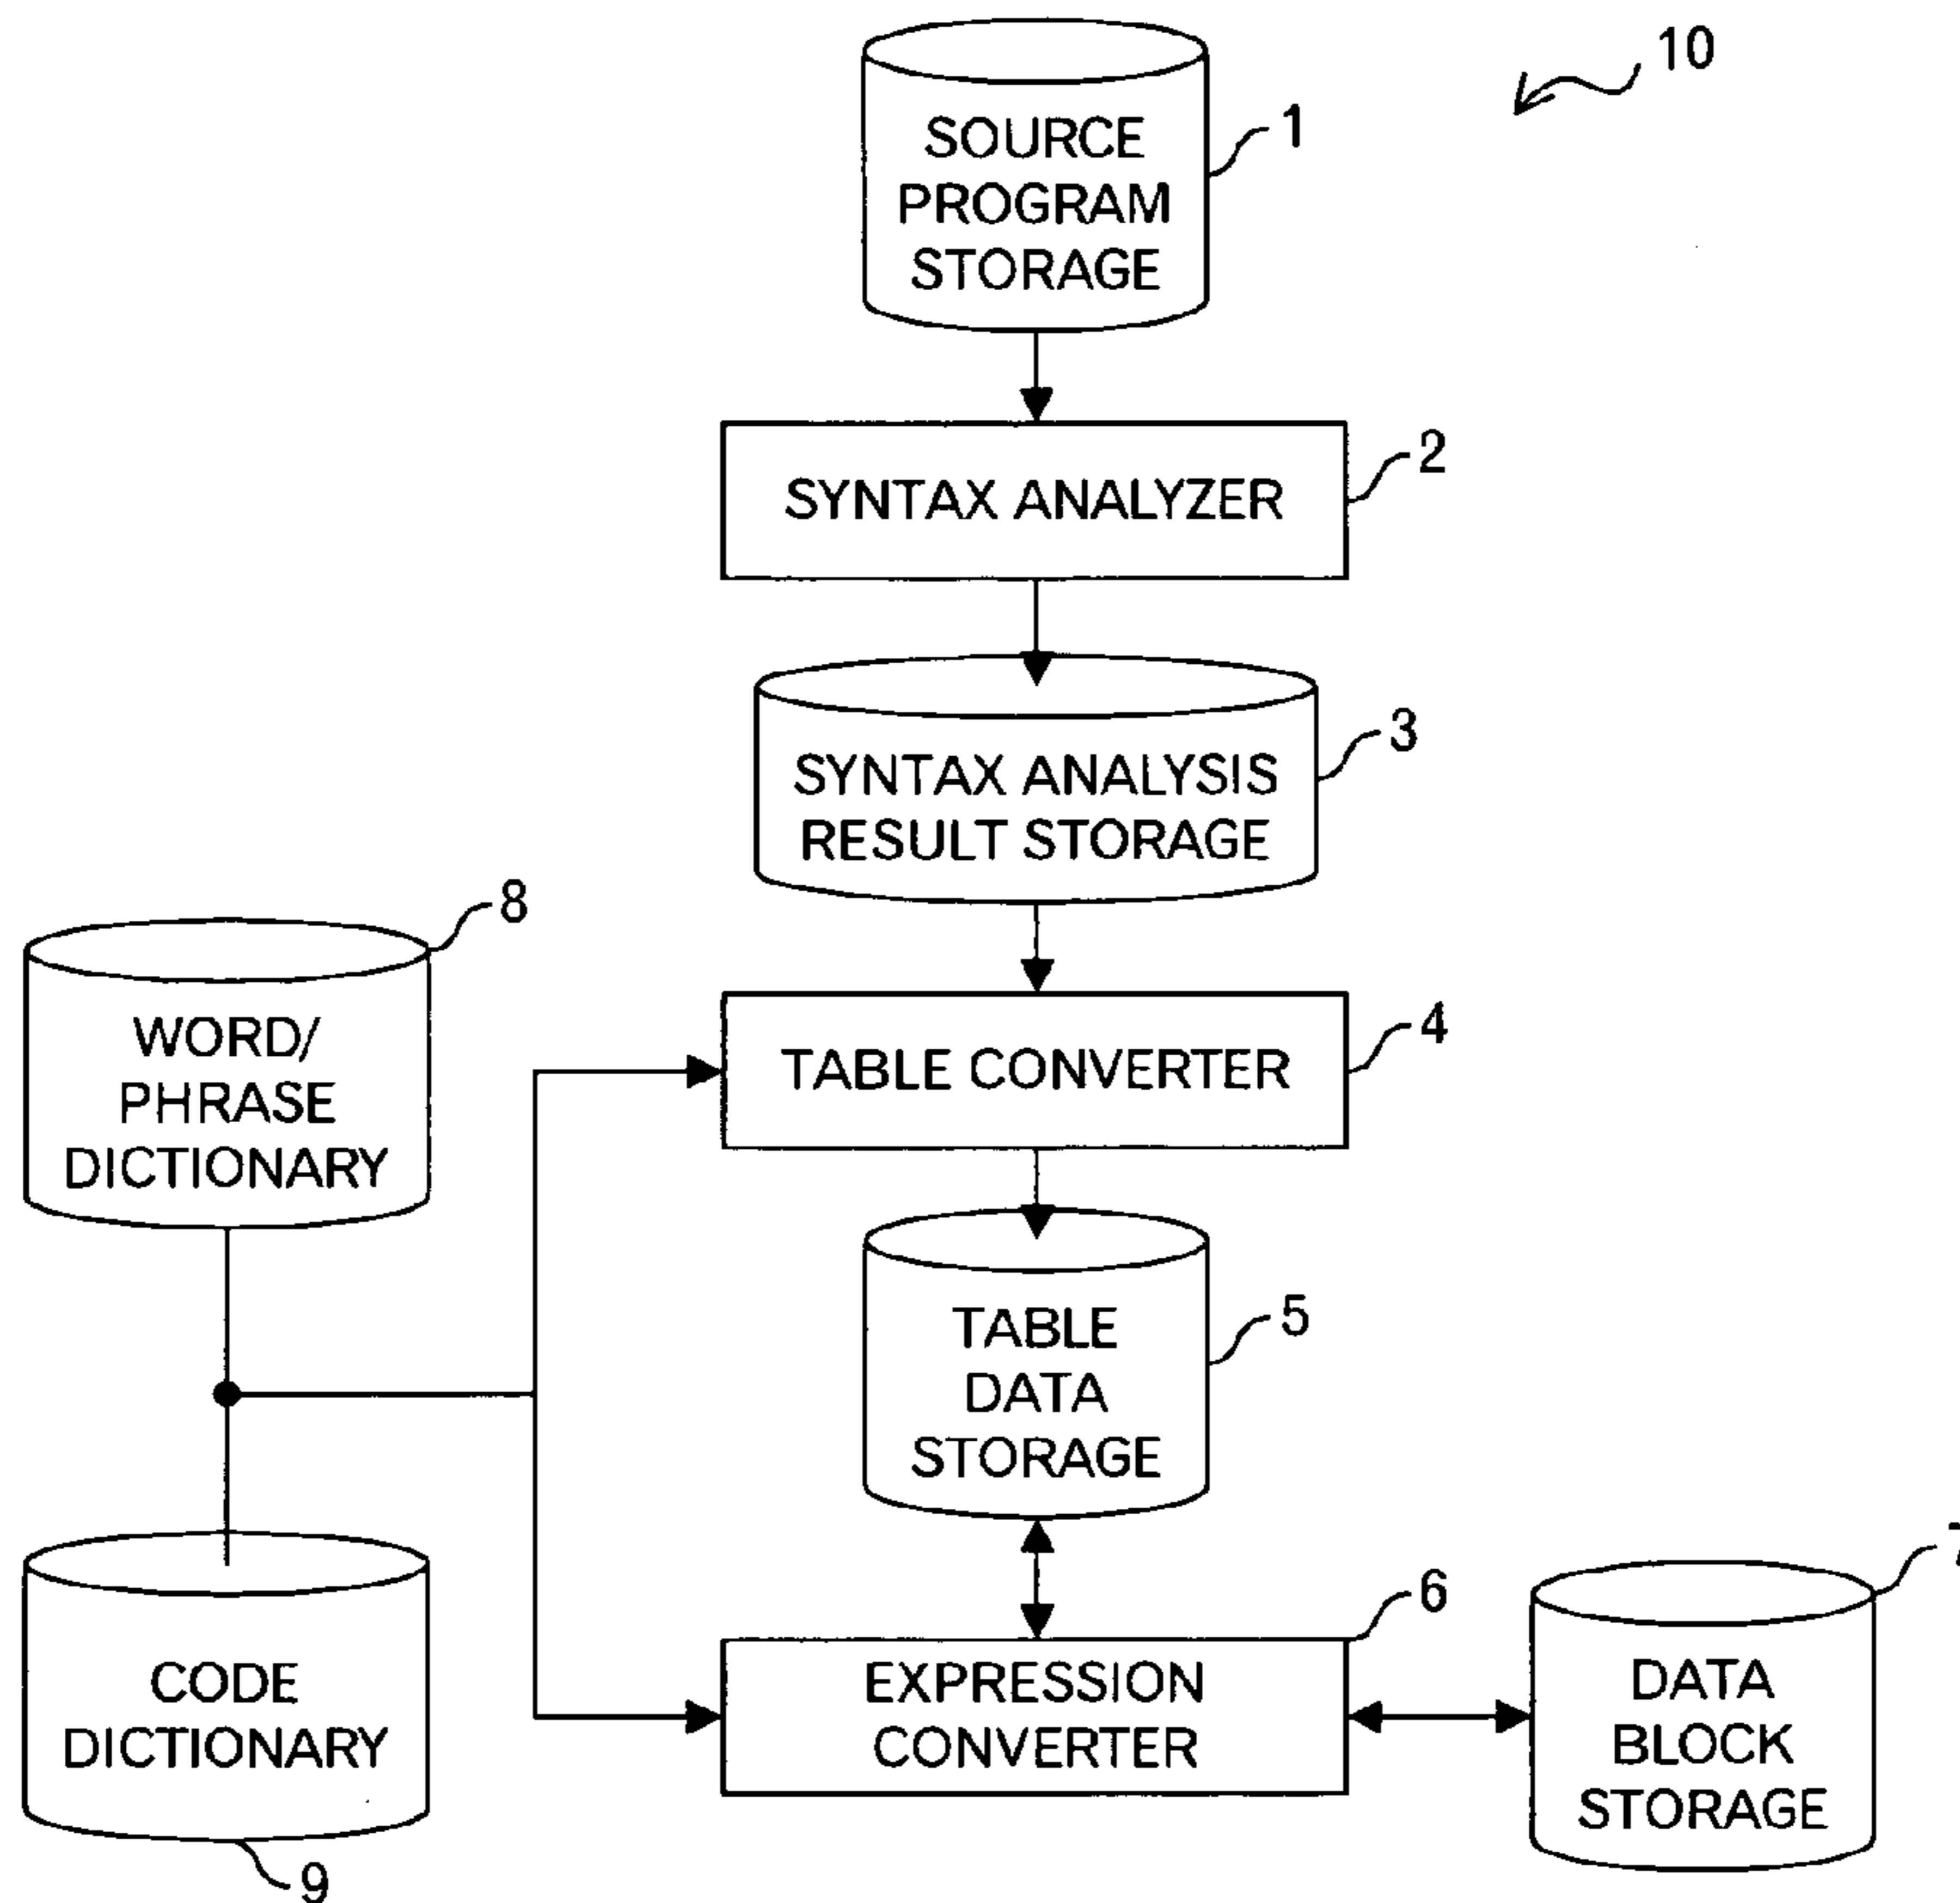 10
SOURCE
PROGRAM
STORAGE
1
SYNTAX ANALYZER
2
SYNTAX ANALYSIS
RESULT STORAGE
3
8
WORD/
PHRASE
DICTIONARY
TABLE CONVERTER
4
TABLE
DATA
STORAGE
5
CODE
DICTIONARY
9
EXPRESSION
CONVERTER
6
DATA
BLOCK
STORAGE